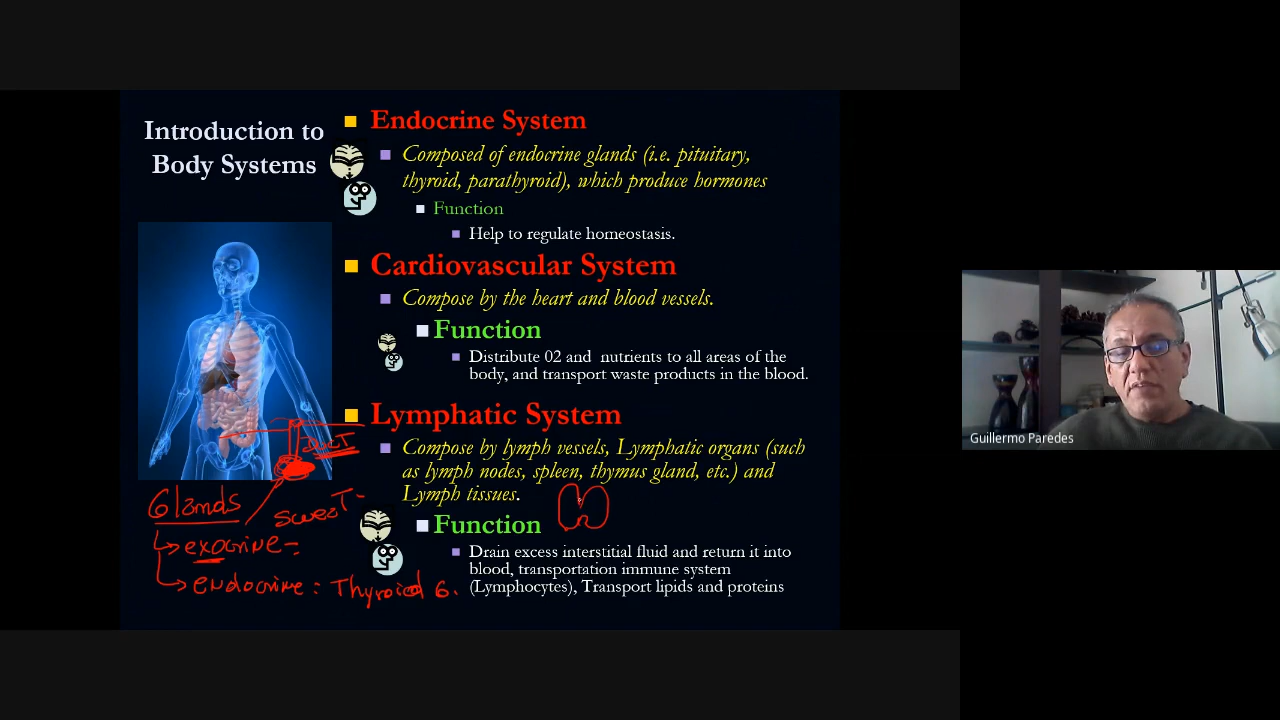 Introduction to
Body Systems
Endocrine System
Composed of endocrine glands (i.e. pituitary,
thyroid, parathyroid), which produce hormones
Function
Help to regulate homeostasis.
Cardiovascular System
Compose by the heart and blood vessels.
Function
Distribute 02 and nutrients to all areas of the
body, and transport waste products in the blood.
Lymphatic System
Compose by lymph vessels, Lymphatic organs (such
as lymph nodes, spleen, thymus gland, etc.) and
Lymph tissues.
Function
Drain excess interstitial fluid and return it into
blood, transportation immune system
(Lymphocytes), Transport lipids and proteins
DUCT
Glands
sweat-
exocrine-:
endocrine: Thyroid G.
Guillermo Paredes